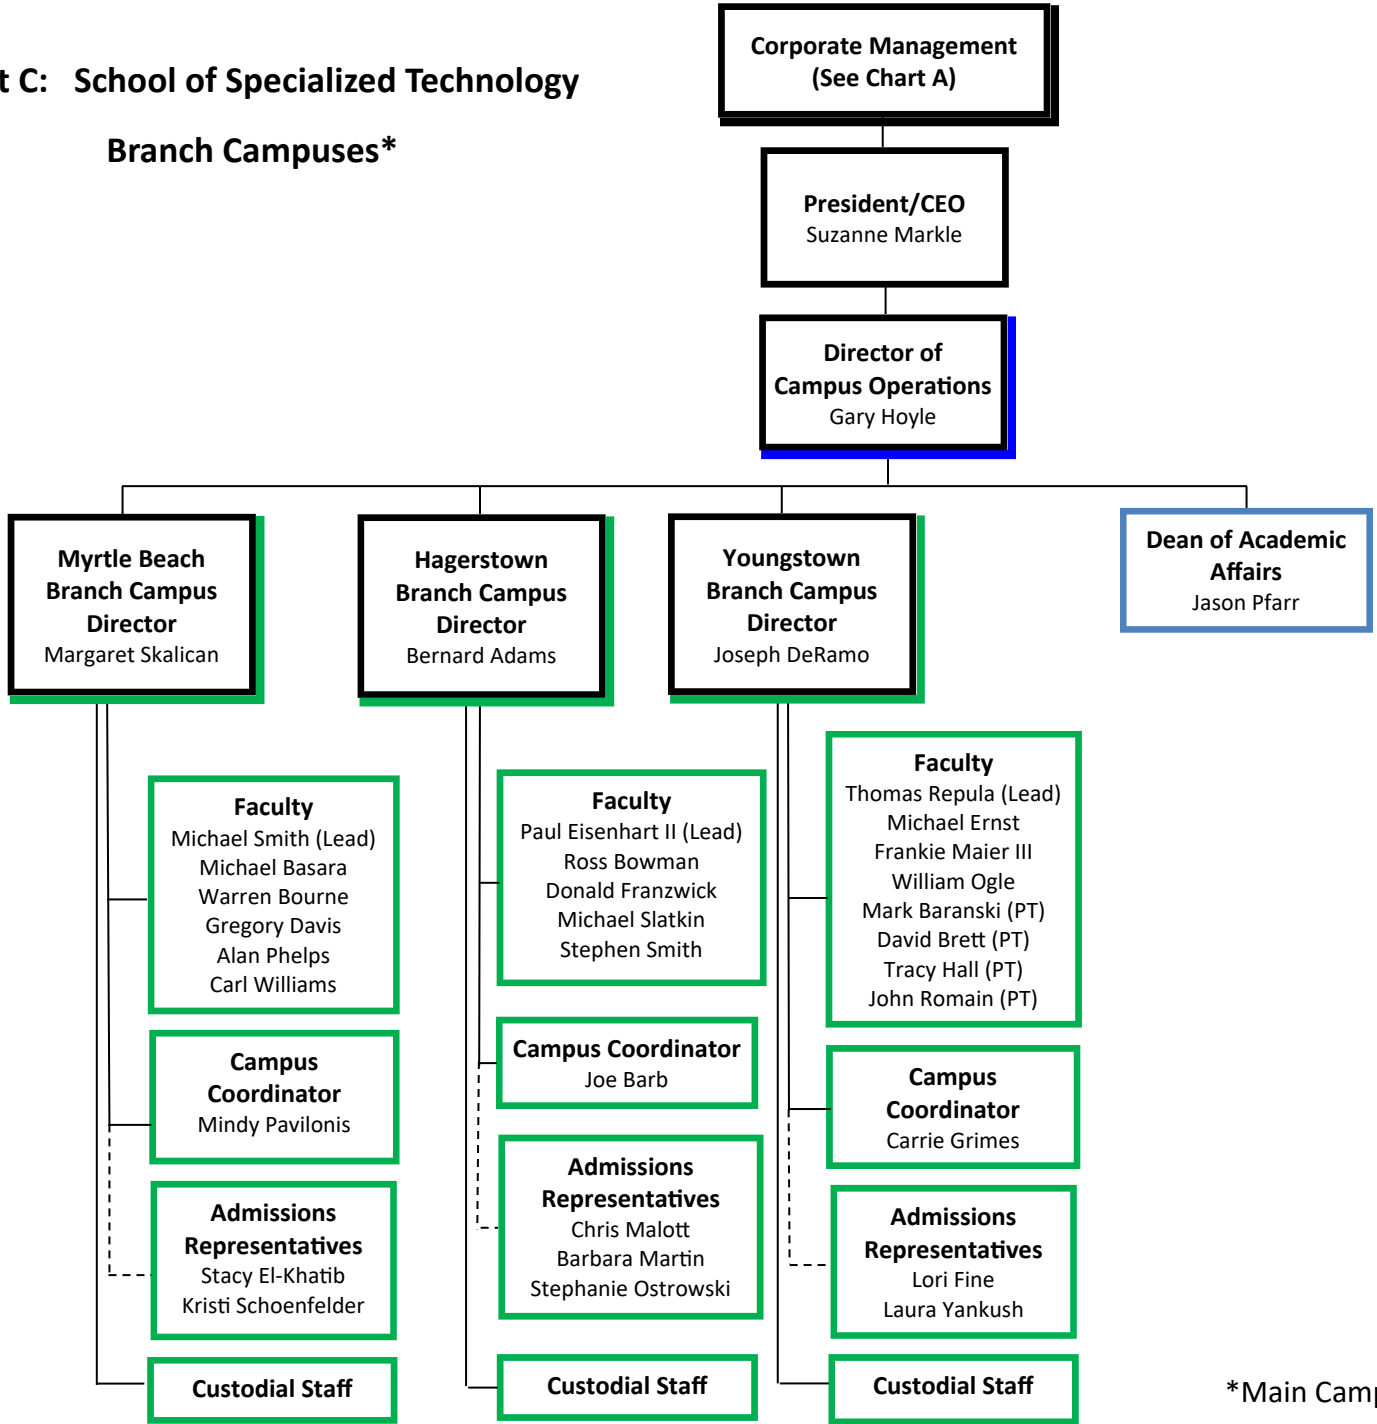 t C: School of Specialized Technology
Branch Campuses*
Corporate Management
(See Chart A)
President/CEO
Suzanne Markle
Director of
Campus Operations
Gary Hoyle
Myrtle Beach
Branch Campus
Director
Margaret Skalican
Hagerstown
Branch Campus
Director
Bernard Adams
Youngstown
Branch Campus
Director
Joseph DeRamo
Dean of Academic
Affairs
Jason Pfarr
Faculty
Michael Smith (Lead)
Michael Basara
Warren Bourne
Gregory Davis
Alan Phelps
Carl Williams
Campus
Coordinator
Mindy Pavilonis
Admissions
Representatives
Stacy El-Khatib
Kristi Schoenfelder
Custodial Staff
Faculty
Paul Eisenhart II (Lead)
Ross Bowman
Donald Franzwick
Michael Slatkin
Stephen Smith
Campus Coordinator
Joe Barb
Admissions
Representatives
Chris Malott
Barbara Martin
Stephanie Ostrowski
Custodial Staff
Faculty
Thomas Repula (Lead)
Michael Ernst
Frankie Maier III
William Ogle
Mark Baranski (PT)
David Brett (PT)
Tracy Hall (PT)
John Romain (PT)
Campus
Coordinator
Carrie Grimes
Admissions
Representatives
Lori Fine
Laura Yankush
Custodial Staff
*Main Camp